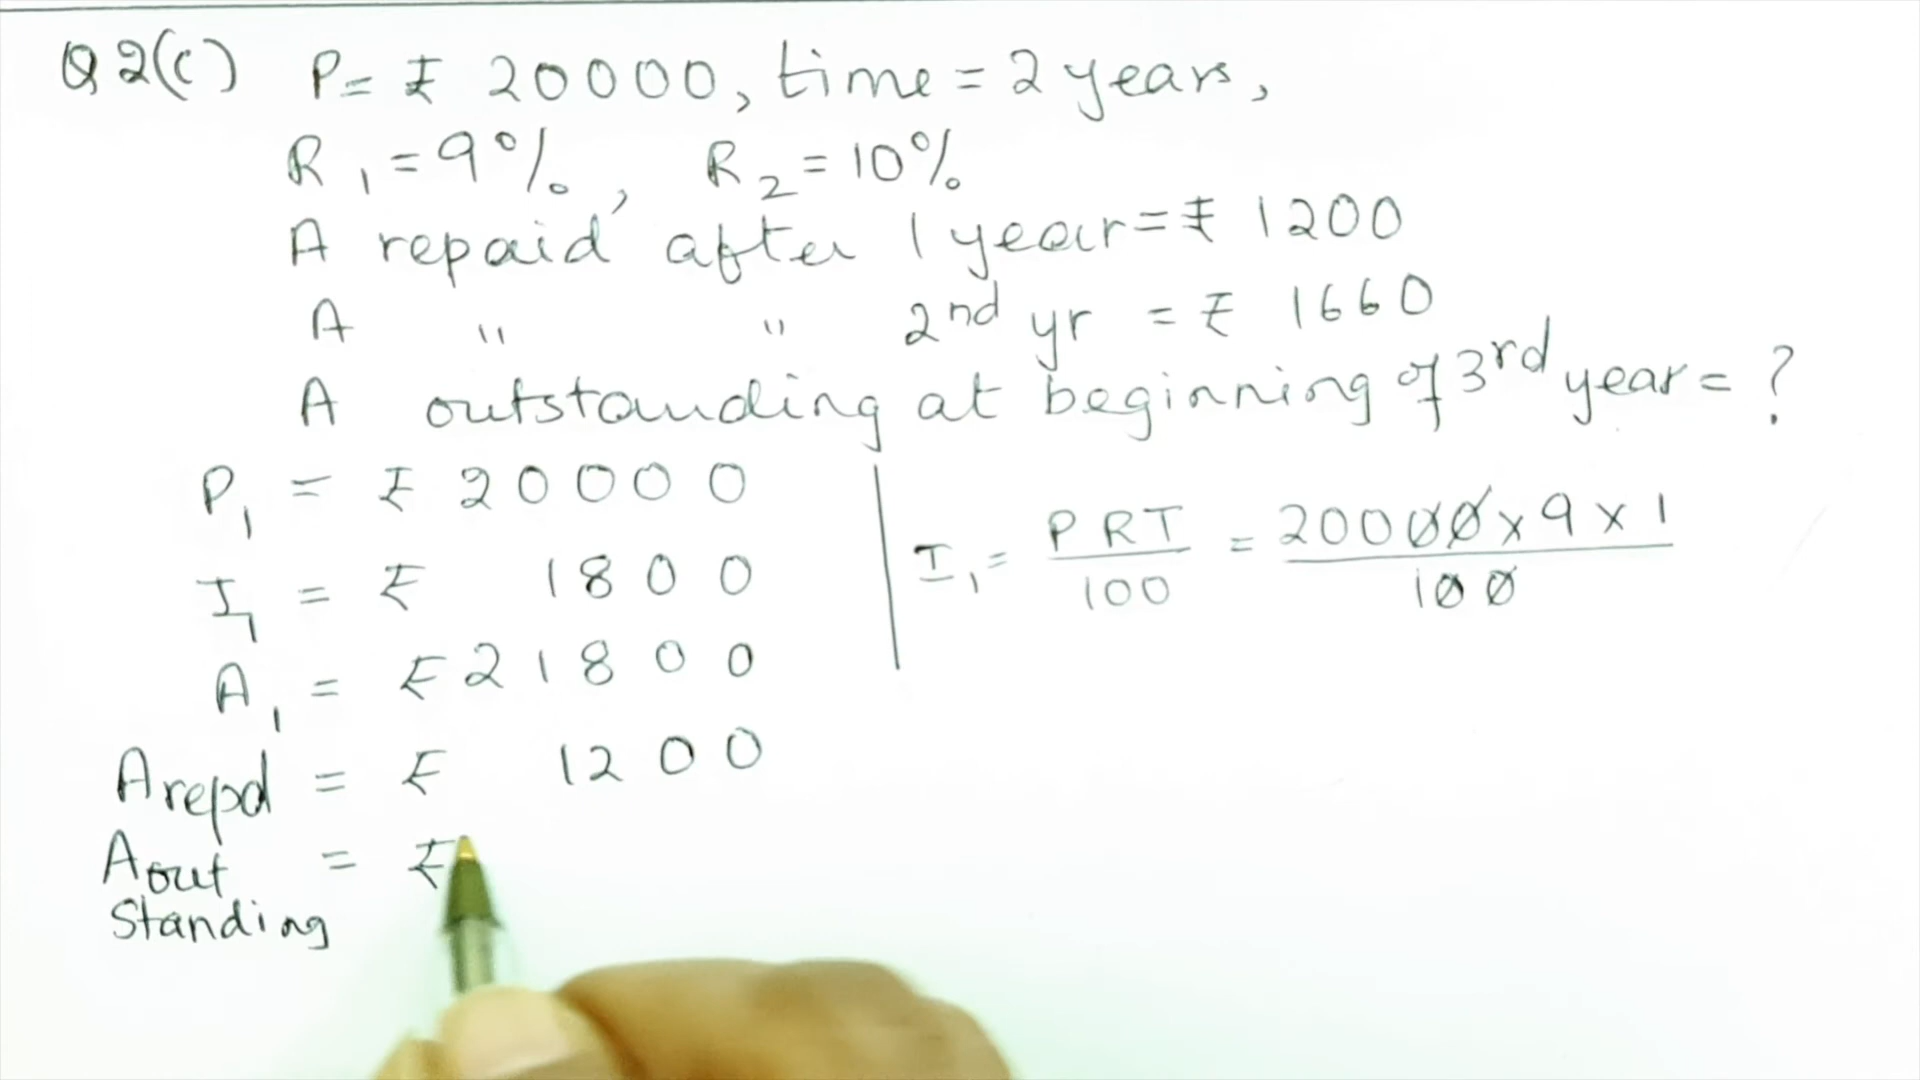 Q2(c) P = ₹ 20000, time = 2 years,
R₁ = 9%, R₂ = 10%
A repaid after 1 year = ₹ 1200
A " " 2nd yr = ₹ 1660
A outstanding at beginning of 3rd year = ?
P₁ = ₹ 20000
I₁ = ₹ 1800
A₁ = ₹ 21800
A repd = ₹ 1200
A out = ₹
standing
I₁ = PRT/100 = 20000 x 9 x 1/100